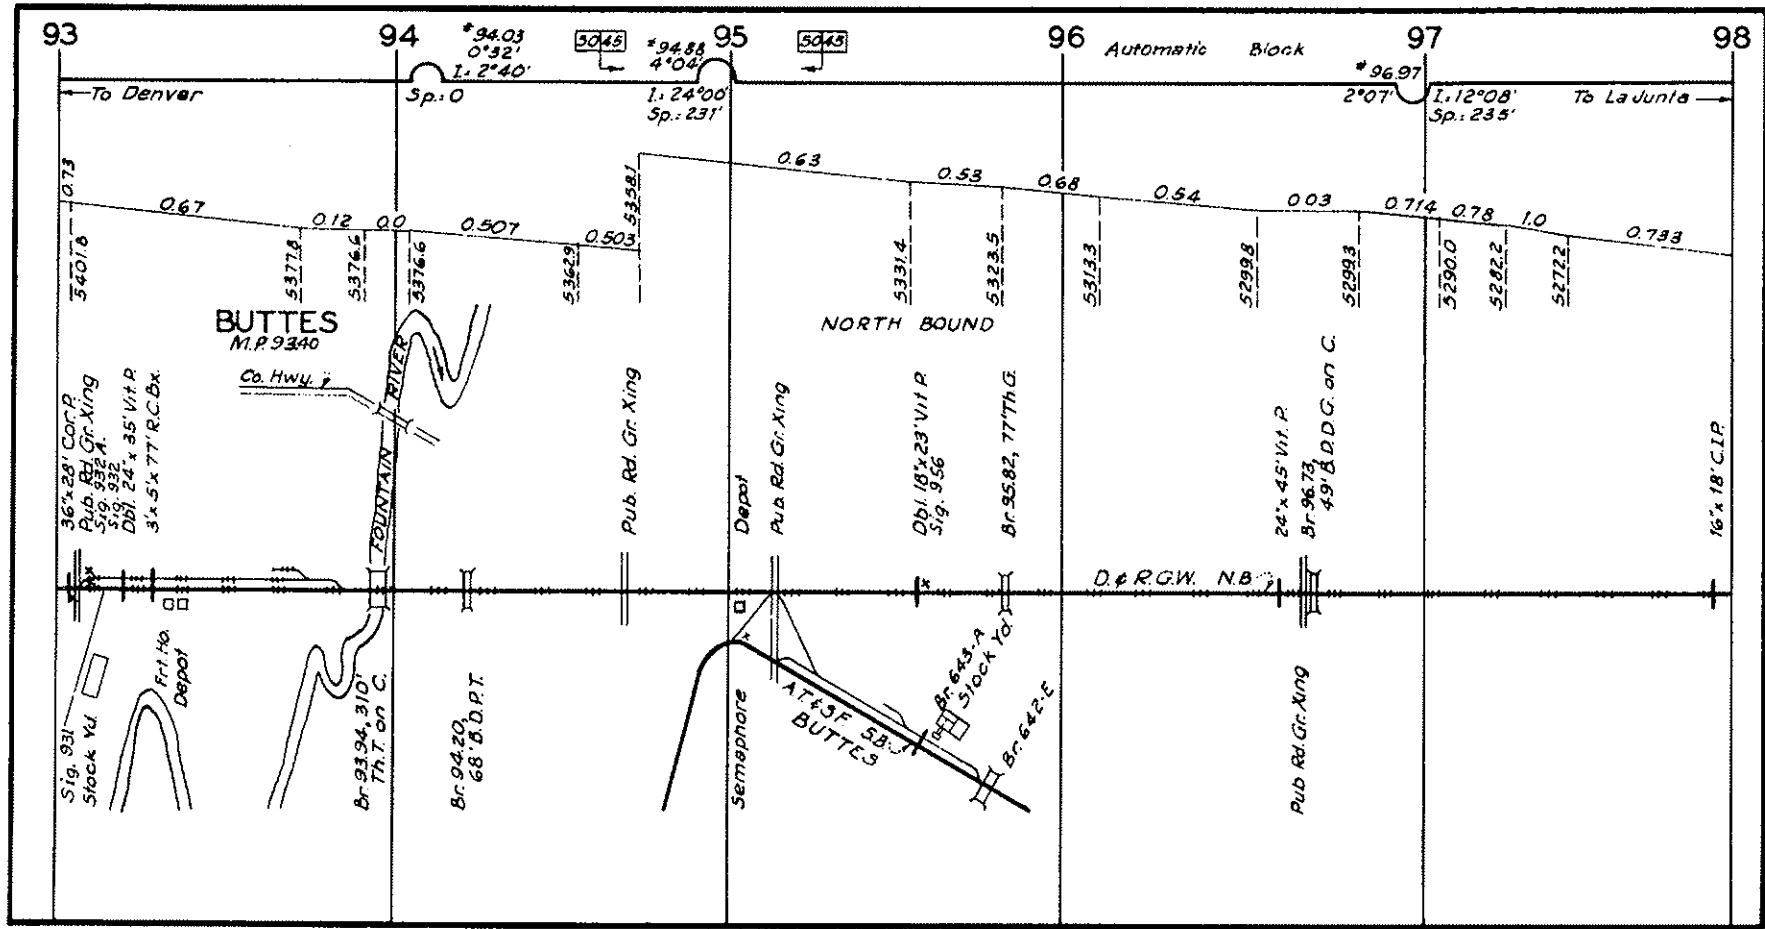 93
94
95
96
97
98
#94.03
0°32'
I.: 2°40'
Sp.: 0
5045
#94.88
4°04'
I.: 24°00'
Sp.: 231'
5045
Automatic Block
#96.97
2°07'
I.: 12°08'
Sp.: 235'
To Denver
To La Junta
0.73
0.67
0.12
0.0
0.507
0.503
0.63
0.53
0.68
0.54
0.03
0.714
0.78
1.0
0.733
5401.8
5377.8
5376.6
5376.6
5362.9
5358.1
5331.4
5323.5
5313.3
5299.8
5299.3
5290.0
5282.2
5272.2
BUTTES
M.P. 93.40
NORTH BOUND
Co. Hwy.
FOUNTAIN RIVER
36"x28' Cor. P.
Pub. Rd. Gr. Xing
Sig. 932 A.
Sig. 932
Dbl. 24" x 35' Vit. P.
3'x 5'x 77' R.C.Bx.
Pub. Rd. Gr. Xing
Depot
Pub. Rd. Gr. Xing
Dbl. 18"x 23' Vit P.
Sig. 956
Br. 95.82, 77' Th G.
24"x 45' Vit. P.
Br. 96.73,
49' B.D.D.G. on C.
16"x 18' C.I.P.
D. & R.G.W. N.B.
Sig. 931
Stock Yd.
Frt. Ho.
Depot
Br. 93.94, 310'
Th. T. on C.
Br. 94.20,
68' B.D.P.T.
Semaphore
A.T. & S.F. S.B.
BUTTES
Br. 643-A
Stock Yd.
Br. 642-E
Pub Rd. Gr. Xing